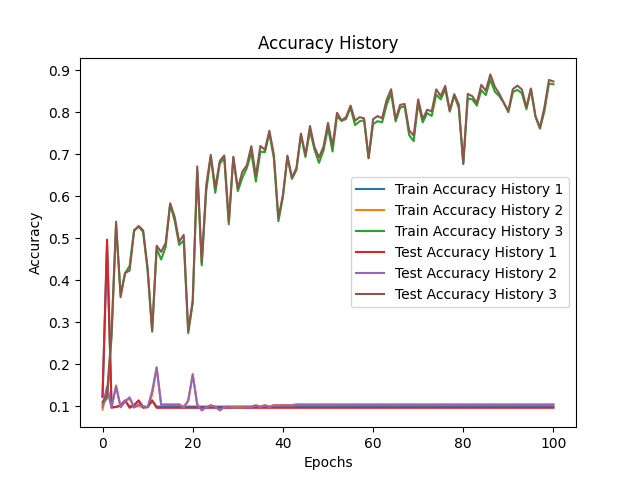 Accuracy History
0.9
0.8
0.7
0.6
0.5
0.4
0.3
0.2
0.1
Accuracy
Train Accuracy History 1
Train Accuracy History 2
Train Accuracy History 3
Test Accuracy History 1
Test Accuracy History 2
Test Accuracy History 3
0 20 40 60 80 100
Epochs